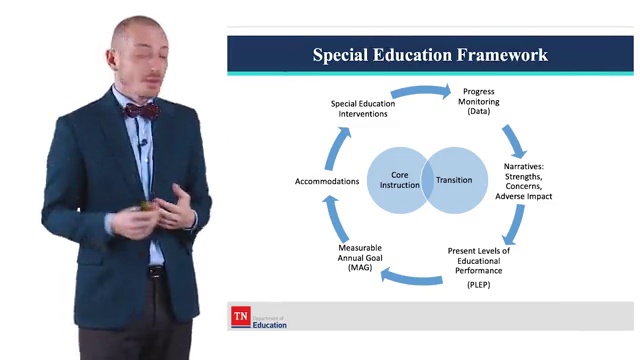 Special Education Framework
Progress
Monitoring
(Data)
Narratives:
Strengths,
Concerns,
Adverse Impact
Present Levels of
Educational
Performance
(PLEP)
Measurable
Annual Goal
(MAG)
Accommodations
Special Education
Interventions
Core
Instruction
Transition
TN
Department of
Education